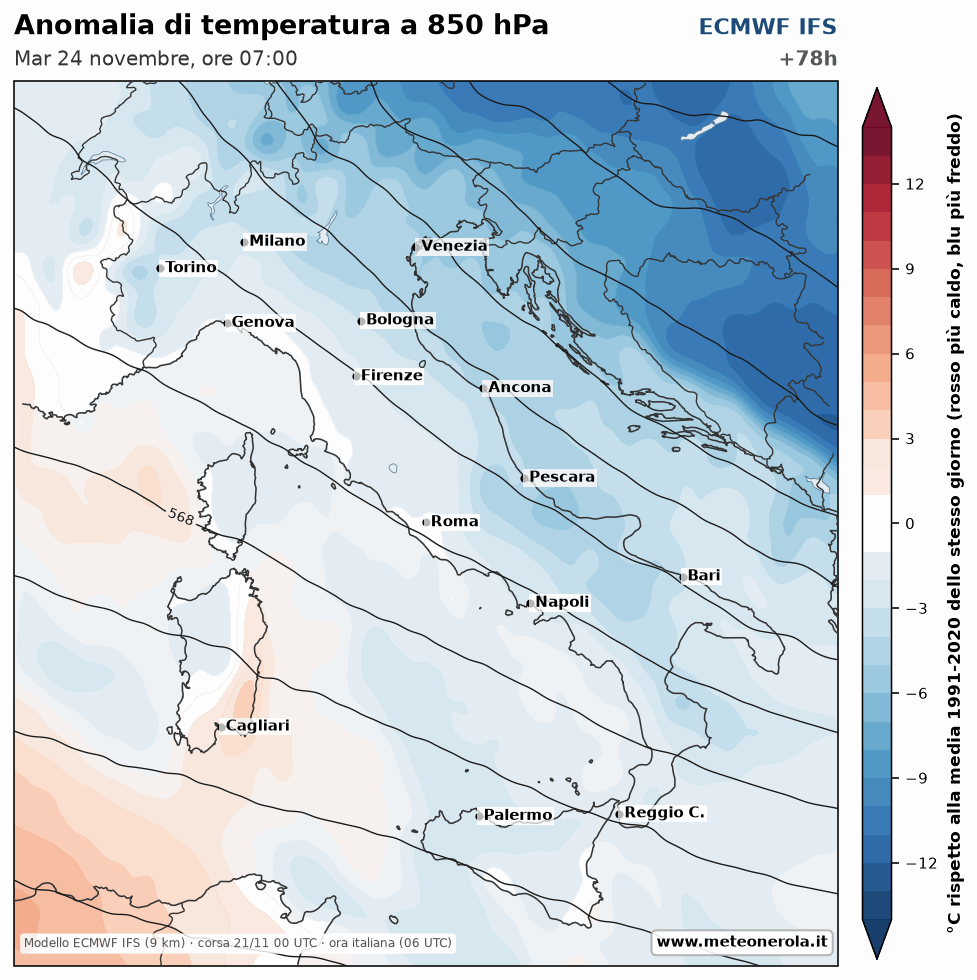 Anomalia di temperatura a 850 hPa
ECMWF IFS
Mar 24 novembre, ore 07:00
+78h
Milano
Venezia
Torino
Genova
Bologna
Firenze
Ancona
Pescara
568
Roma
Bari
Napoli
Cagliari
Palermo
Reggio C.
Modello ECMWF IFS (9 km) · corsa 21/11 00 UTC · ora italiana (06 UTC)
www.meteonerola.it
12
9
6
3
0
−3
−6
−9
−12
°C rispetto alla media 1991-2020 dello stesso giorno (rosso più caldo, blu più freddo)